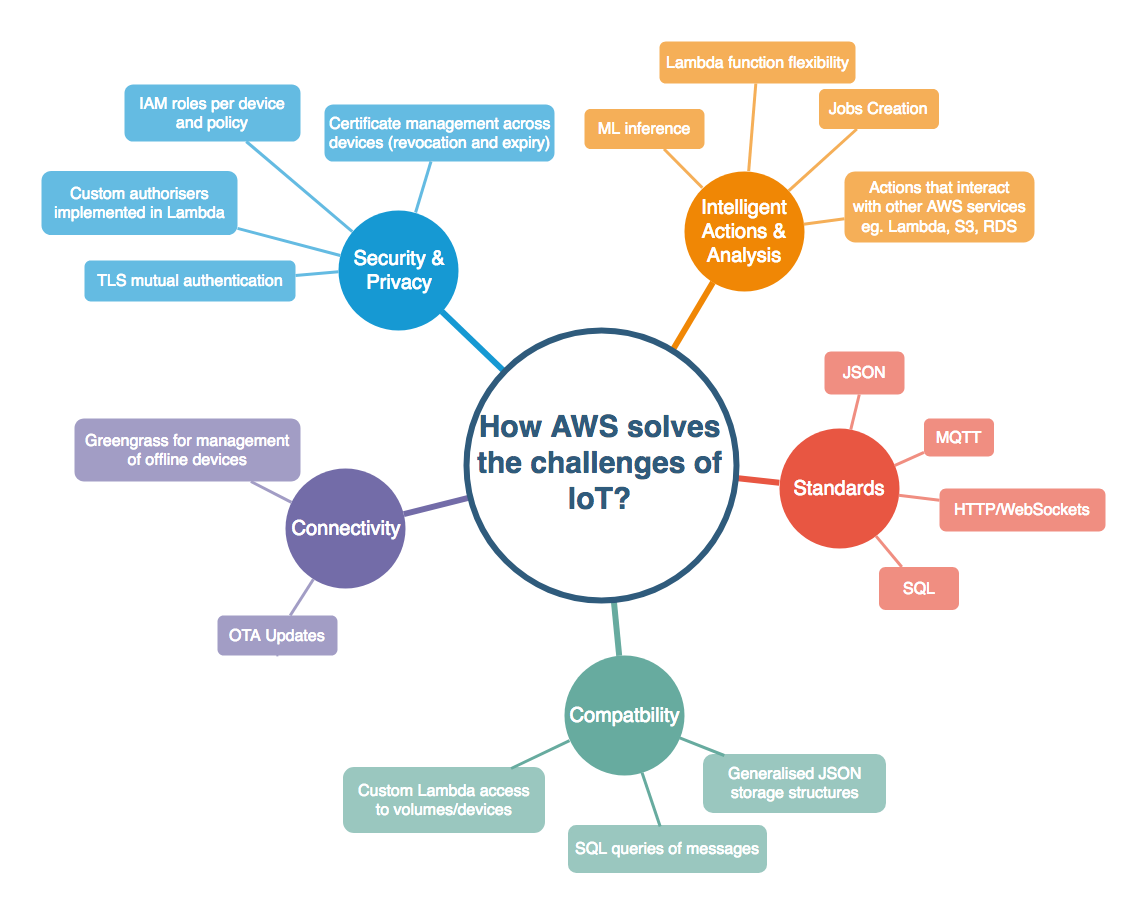 Lambda function flexibility
IAM roles per device
and policy
Certificate management across
devices (revocation and expiry)
ML inference
Jobs Creation
Custom authorisers
implemented in Lambda
Actions that interact
with other AWS services
eg. Lambda, S3, RDS
Intelligent
Actions &
Analysis
Security &
Privacy
TLS mutual authentication
JSON
How AWS solves
the challenges of
IoT?
MQTT
Greengrass for management
of offline devices
Standards
HTTP/WebSockets
Connectivity
SQL
OTA Updates
Compatbility
Custom Lambda access
to volumes/devices
Generalised JSON
storage structures
SQL queries of messages